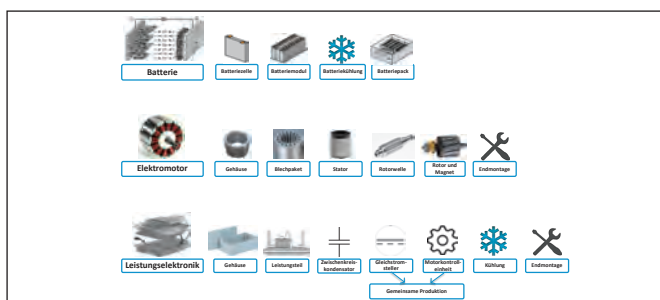 Batterie
Batteriezelle
Batteriemodul
Batteriekühlung
Batteriepack
Elektromotor
Gehäuse
Blechpaket
Stator
Rotorwelle
Rotor und
Magnet
Endmontage
Leistungselektronik
Gehäuse
Leistungsteil
Zwischenkreis-
kondensator
Gleichstrom-
steller
Motorkontroll-
einheit
Kühlung
Endmontage
Gemeinsame Produktion